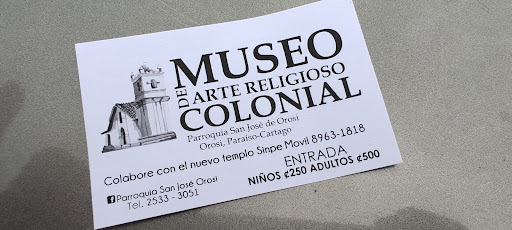 MUSEO
DE ARTE RELIGIOSO
COLONIAL
Parroquia San José de Orosi
Orosi, Paraíso-Cartago
Colabore con el nuevo templo Sinpe Movil 8963-1818
ENTRADA
NIÑOS ¢250 ADULTOS ¢500
Parroquia San José Orosi
Tel. 2533 - 3051